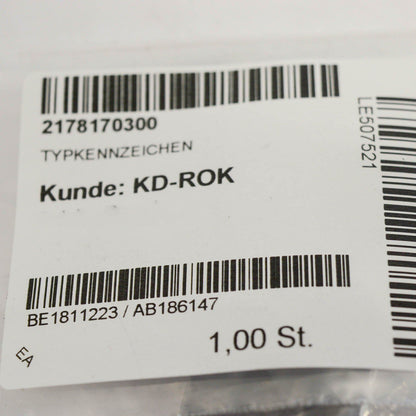 2178170300
TYPKENNZEICHEN
Kunde: KD-ROK
BE1811223 / AB186147
1,00 St.
EA
LE507521